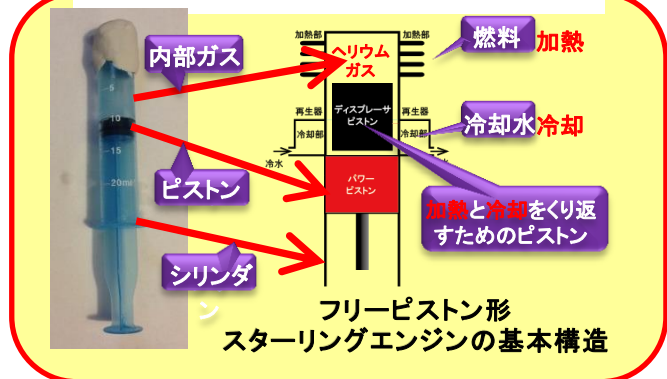 内部ガス
ピストン
シリンダ
ン
5
10
15
20ml
加熱部
加熱部
ヘリウム
ガス
燃料
加熱
ディスプレーサ
ピストン
再生器
再生器
冷却部
冷却部
冷却水
冷却
冷水
パワー
ピストン
加熱と冷却をくり返
すためのピストン
フリーピストン形
スターリングエンジンの基本構造